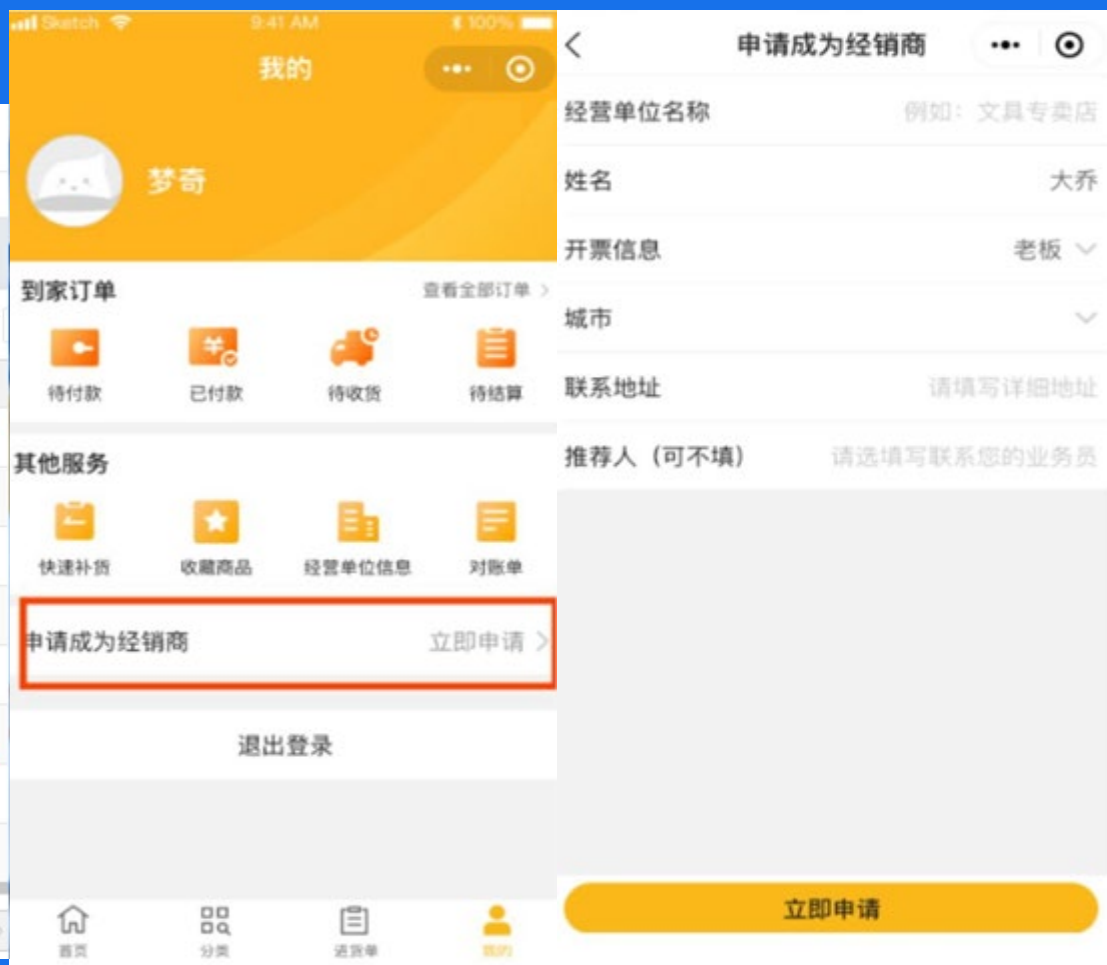 Sketch
9:41 AM
100%
我的
梦奇
到家订单
查看全部订单
待付款
已付款
待收货
待结算
其他服务
快速补货
收藏商品
经营单位信息
对账单
申请成为经销商
立即申请
退出登录
首页
分类
进货单
我的
申请成为经销商
经营单位名称
例如：文具专卖店
姓名
大乔
开票信息
老板
城市
联系地址
请填写详细地址
推荐人（可不填）
请选填写联系您的业务员
立即申请